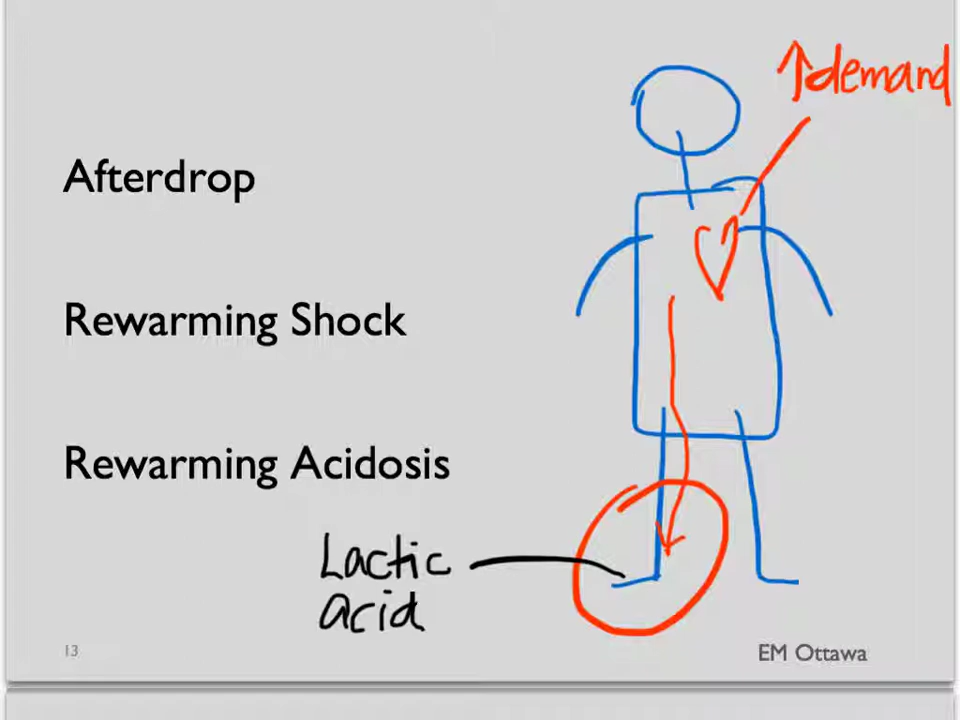 ↑demand
Afterdrop
Rewarming Shock
Rewarming Acidosis
Lactic
acid
13
EM Ottawa